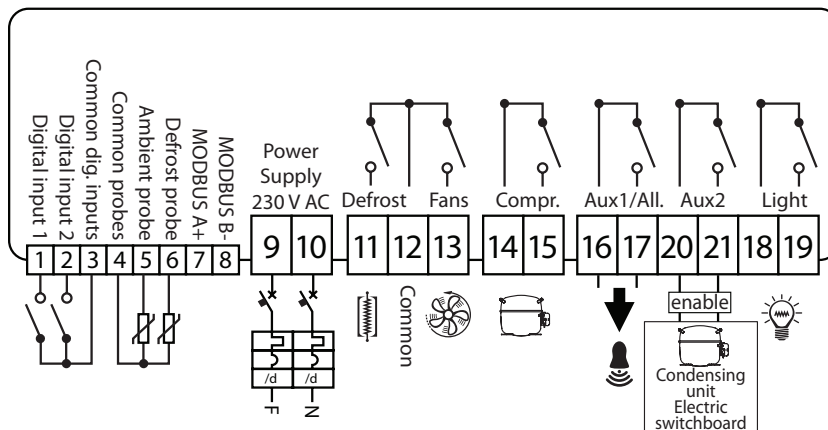 Digital input 1
Digital input 2
Common dig. inputs
Common probes
Ambient probe
Defrost probe
MODBUS A+
MODBUS B-
Power
Supply
230 V AC
Defrost
Fans
Compr.
Aux1/All.
Aux2
Light
1 2 3 4 5 6 7 8
9 10
11 12 13
14 15
16 17 20 21 18 19
Common
enable
/d /d
F N
Condensing
unit
Electric
switchboard